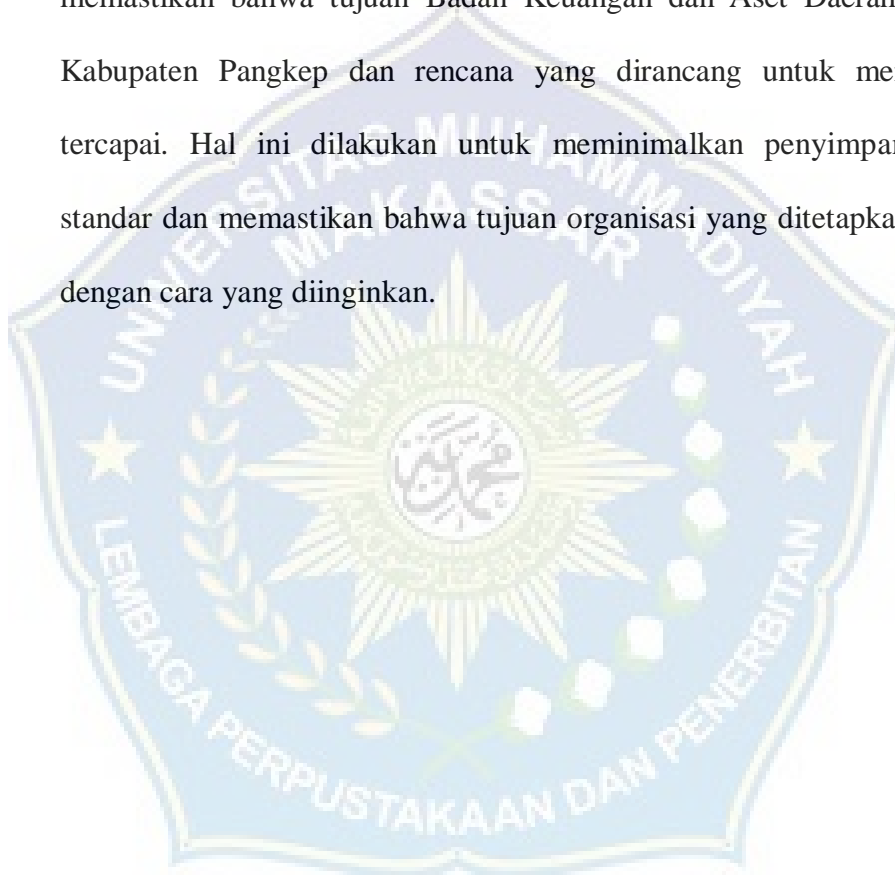 memastikan bahwa tujuan Badan Keuangan dan Aset Daerah
Kabupaten Pangkep dan rencana yang dirancang untuk me
tercapai. Hal ini dilakukan untuk meminimalkan penyimpa
standar dan memastikan bahwa tujuan organisasi yang ditetapka
dengan cara yang diinginkan.
UNIVERSITAS MUHAMMADIYAH
MAKASSAR
LEMBAGA PERPUSTAKAAN DAN PENERBITAN